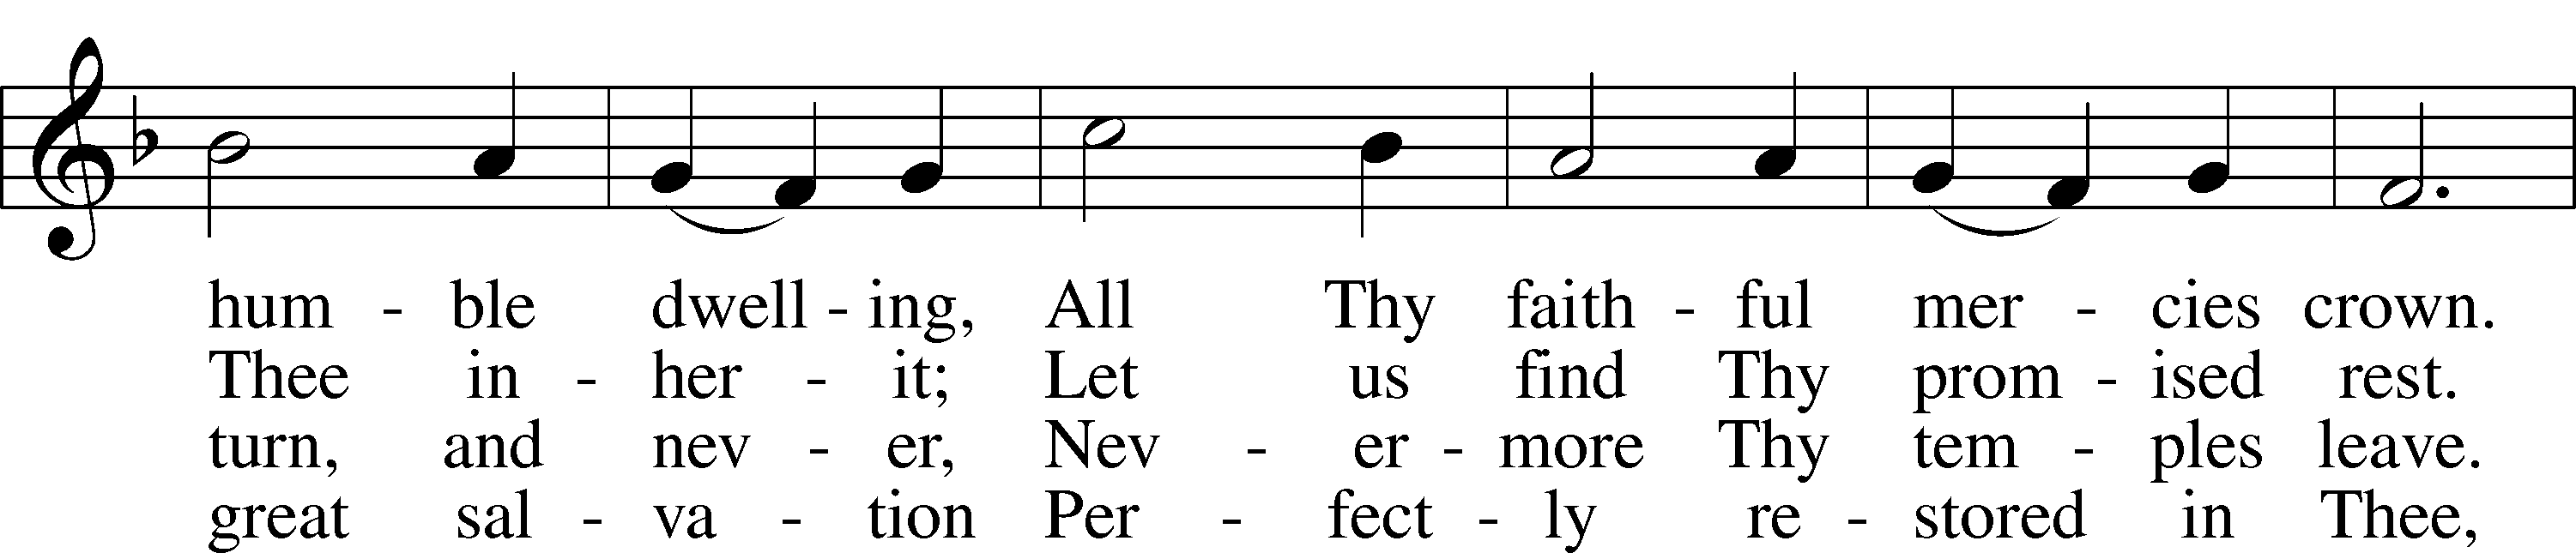 hum - ble dwell - ing, All Thy faith - ful mer - cies crown.
Thee in - her - it; Let us find Thy prom - ised rest.
turn, and nev - er, Nev - er - more Thy tem - ples leave.
great sal - va - tion Per - fect - ly re - stored in Thee,